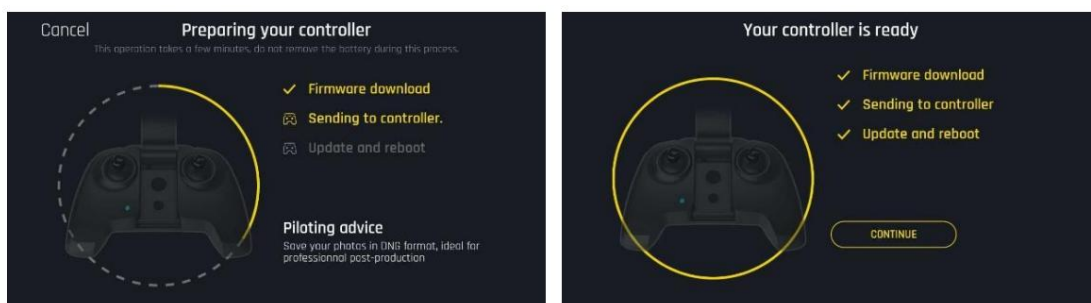 Cancel
Preparing your controller
This operation takes a few minutes, do not remove the battery during this process.
Firmware download
Sending to controller.
Update and reboot
Piloting advice
Save your photos in DNG format, ideal for
professionnal post-production
Your controller is ready
Firmware download
Sending to controller
Update and reboot
CONTINUE